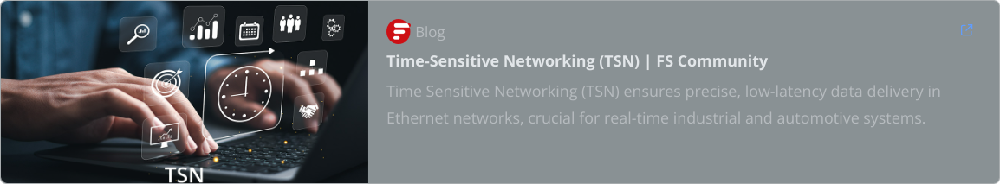 Blog
Time-Sensitive Networking (TSN) | FS Community
Time Sensitive Networking (TSN) ensures precise, low-latency data delivery in
Ethernet networks, crucial for real-time industrial and automotive systems.
TSN